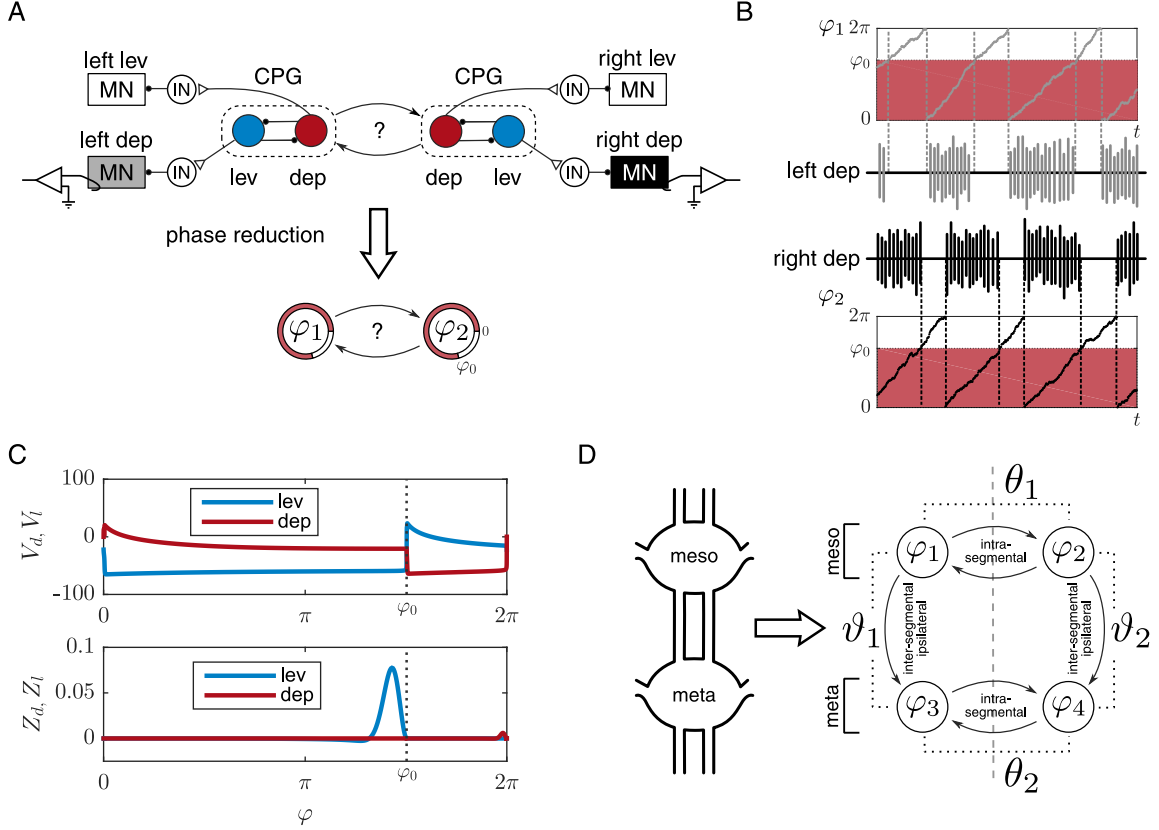 A
left lev
MN
IN
CPG
CPG
IN
right lev
MN
left dep
MN
IN
lev
dep
?
dep
lev
IN
right dep
MN
phase reduction
φ1
?
φ2
0
φ0
B
φ1 2π
φ0
0
t
left dep
right dep
φ2
2π
φ0
0
t
C
100
0
-100
Vd, Vl
lev
dep
0
π
φ0
2π
0.1
0.05
0
Zd, Zl
lev
dep
0
π
φ0
2π
φ
D
meso
meta
θ1
meso
φ1
intra-
segmental
φ2
ϑ1
inter-segmental
ipsilateral
inter-segmental
ipsilateral
ϑ2
meta
φ3
intra-
segmental
φ4
θ2